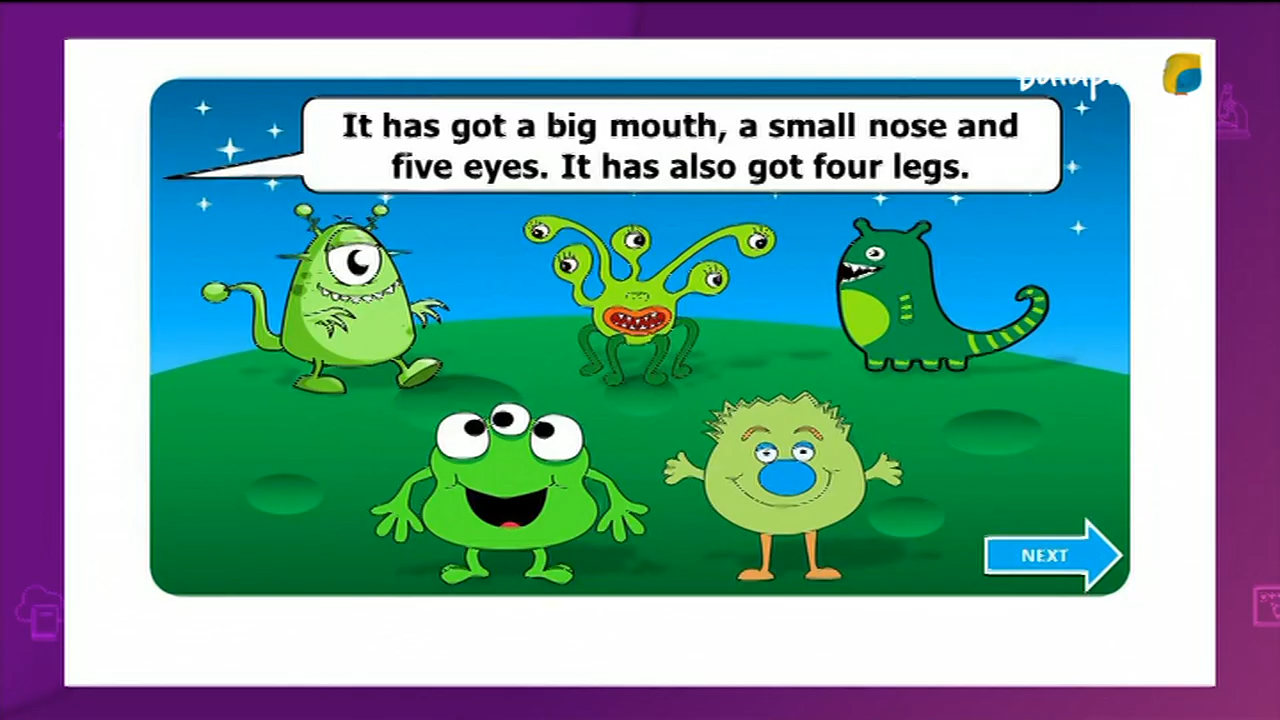 It has got a big mouth, a small nose and
five eyes. It has also got four legs.
NEXT